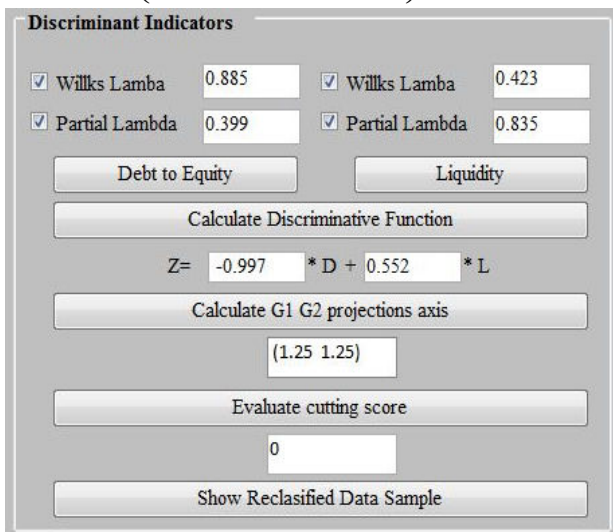 Discriminant Indicators
Willks Lamba 0.885 Willks Lamba 0.423
Partial Lambda 0.399 Partial Lambda 0.835
Debt to Equity Liquidity
Calculate Discriminative Function
Z= -0.997 * D + 0.552 * L
Calculate G1 G2 projections axis
(1.25 1.25)
Evaluate cutting score
0
Show Reclasified Data Sample